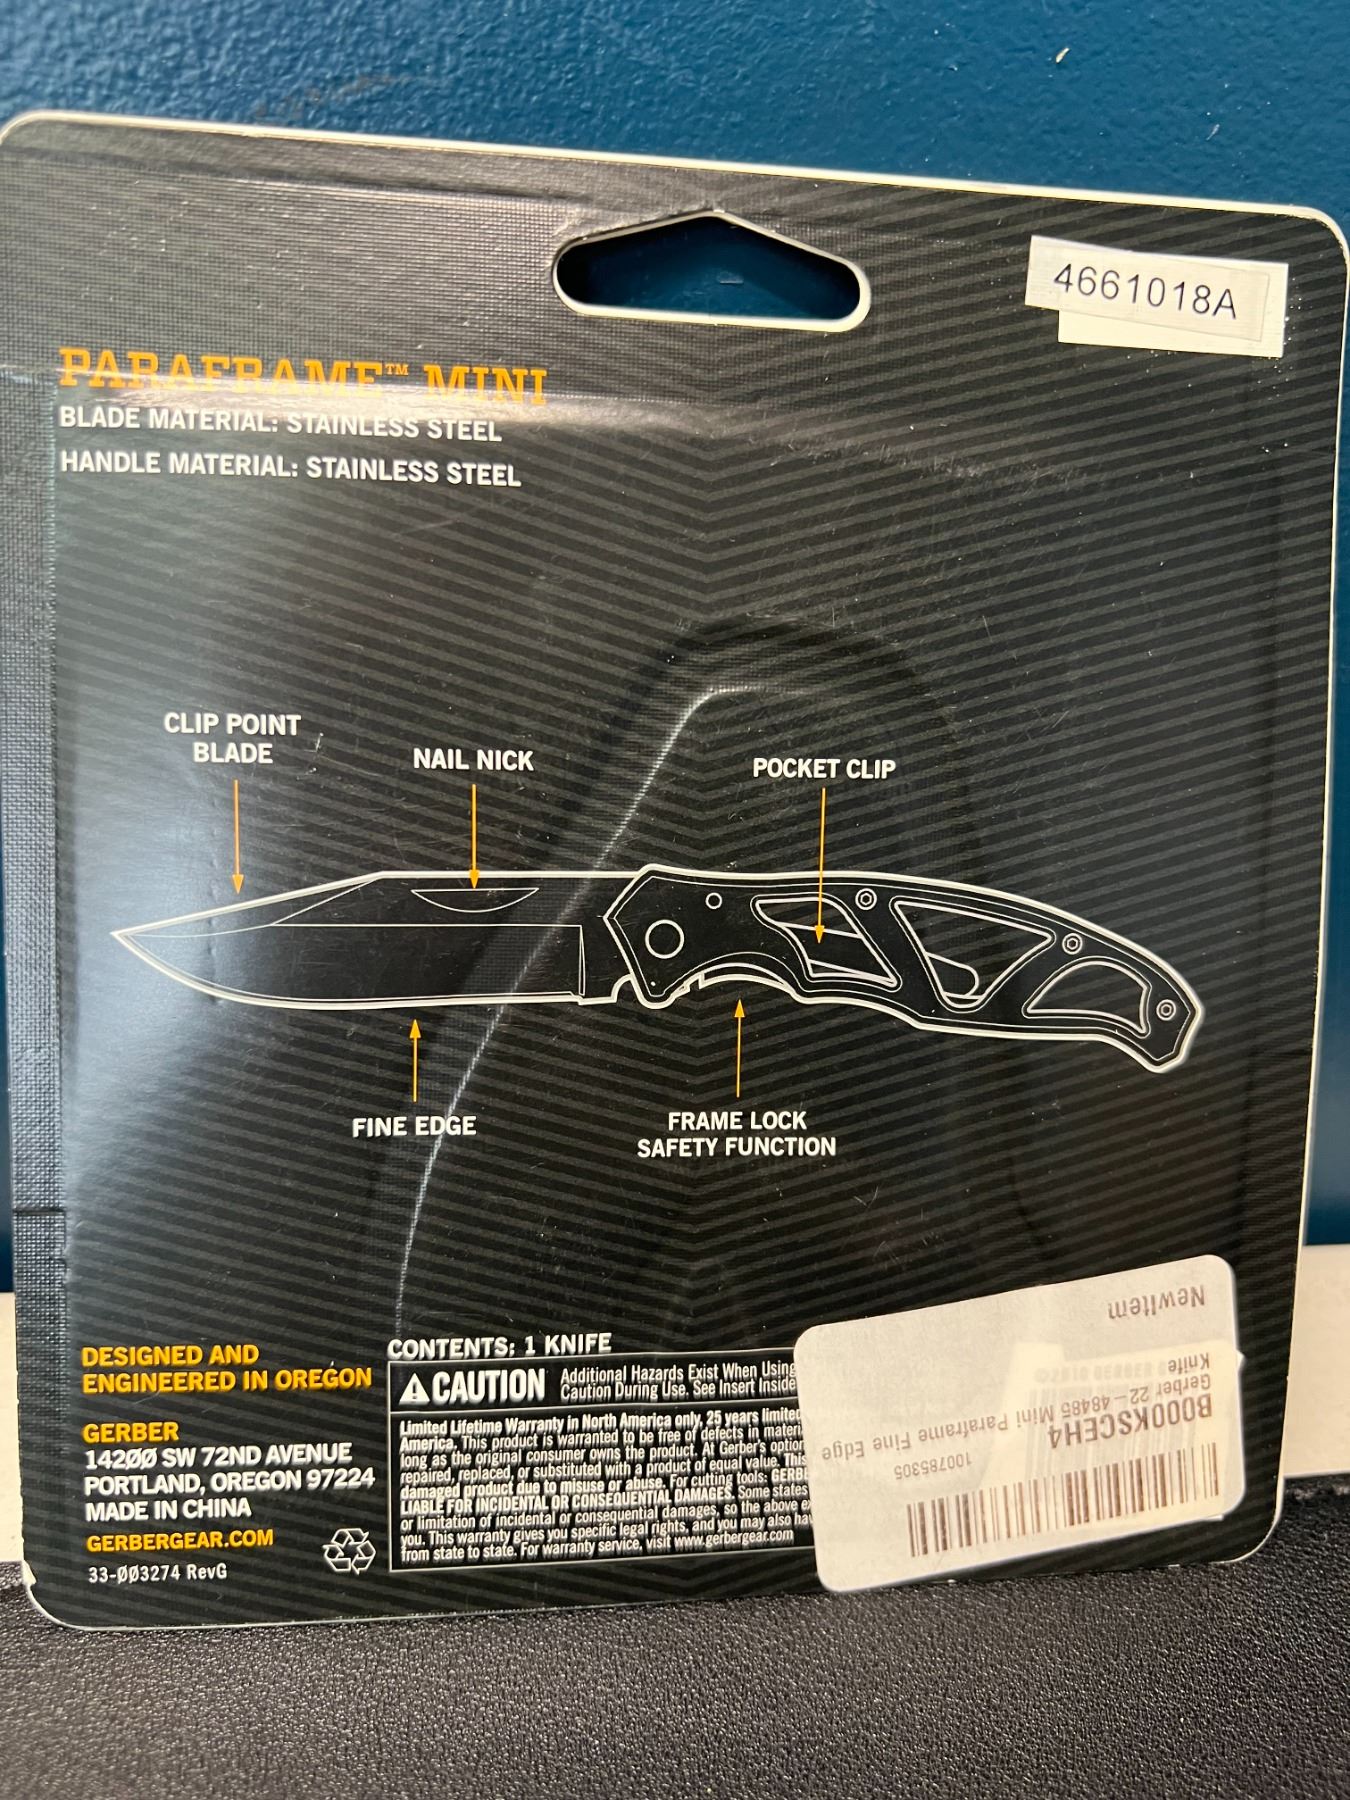 4661018A
PARAFRAME™ MINI
BLADE MATERIAL: STAINLESS STEEL
HANDLE MATERIAL: STAINLESS STEEL
CLIP POINT
BLADE
NAIL NICK
POCKET CLIP
FINE EDGE
FRAME LOCK
SAFETY FUNCTION
DESIGNED AND
ENGINEERED IN OREGON
GERBER
142ØØ SW 72ND AVENUE
PORTLAND, OREGON 97224
MADE IN CHINA
GERBERGEAR.COM
33-ØØ3274 RevG
CONTENTS: 1 KNIFE
CAUTION
Additional Hazards Exist When Using
Caution During Use. See Insert Inside
Limited Lifetime Warranty in North America only, 25 years limited
America. This product is warranted to be free of defects in
long as the original consumer owns the product. At Gerber's option
repaired, replaced, or substituted with a product of equal value. This
damaged product due to misuse or abuse. For cutting tools:
LIABLE FOR INCIDENTAL OR CONSEQUENTIAL DAMAGES. Some states
or limitation of incidental or consequential damages, so the above
you. This warranty gives you specific legal rights, and you may also
from state to state. For warranty service, visit www.gerbergear.com
100785305
B000KSCEH4
Gerber 22-48485 Mini Paraframe Fine Edge
Knife
NewItem